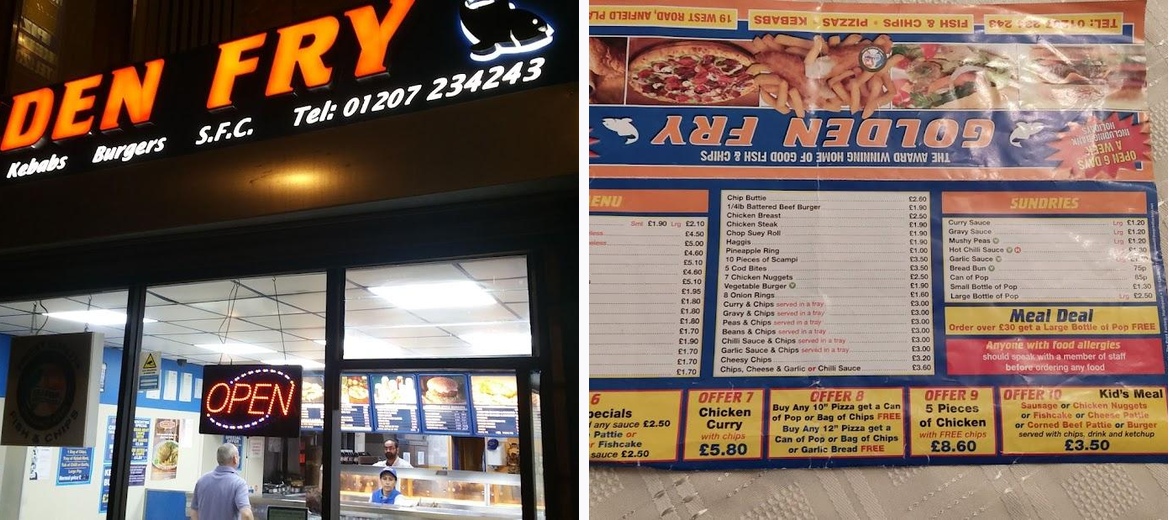 DEN FRY
Kebabs Burgers S.F.C. Tel: 01207 234243
OPEN
FISH & CHIPS
TEL: 01207 234 243 FISH & CHIPS • PIZZAS • KEBABS 19 WEST ROAD, ANFIELD PLA
GOLDEN FRY
THE AWARD WINNING HOME OF GOOD FISH & CHIPS
OPEN 6 DAYS
A WEEK
INCLUDING BANK
HOLIDAYS
ENU
Sml £1.90 Lrg £2.10
£4.50
£5.00
£4.60
£5.10
£4.60
£5.10
£1.95
£1.80
£1.80
£1.80
£1.70
£1.90
£1.70
£1.70
Chip Buttie £2.60
1/4lb Battered Beef Burger £1.90
Chicken Breast £2.50
Chicken Steak £1.90
Chop Suey Roll £1.90
Haggis £1.90
Pineapple Ring £1.00
10 Pieces of Scampi £3.50
5 Cod Bites £3.50
7 Chicken Nuggets £2.50
Vegetable Burger V £1.90
8 Onion Rings £1.60
Curry & Chips served in a tray £3.00
Gravy & Chips served in a tray £3.00
Peas & Chips served in a tray £3.00
Beans & Chips served in a tray £3.00
Chilli Sauce & Chips served in a tray £3.00
Garlic Sauce & Chips served in a tray £3.00
Cheesy Chips £3.20
Chips, Cheese & Garlic or Chilli Sauce £3.60
SUNDRIES
Curry Sauce Lrg £1.20
Gravy Sauce Lrg £1.20
Mushy Peas V Lrg £1.20
Hot Chilli Sauce V H
Garlic Sauce V
Bread Bun V 75p
Can of Pop 85p
Small Bottle of Pop £1.30
Large Bottle of Pop Lrg £2.50
Meal Deal
Order over £30 get a Large Bottle of Pop FREE
Anyone with food allergies
should speak with a member of staff
before ordering any food
6
pecials
any sauce £2.50
Pattie or
r Fishcake
sauce £2.50
OFFER 7
Chicken
Curry
with chips
£5.80
OFFER 8
Buy Any 10" Pizza get a Can
of Pop or Bag of Chips FREE
Buy Any 12" Pizza get a
Can of Pop or Bag of Chips
or Garlic Bread FREE
OFFER 9
5 Pieces
of Chicken
with FREE chips
£8.60
OFFER 10 Kid's Meal
Sausage or Chicken Nuggets
or Fishcake or Cheese Pattie
or Corned Beef Pattie or Burger
served with chips, drink and ketchup
£3.50